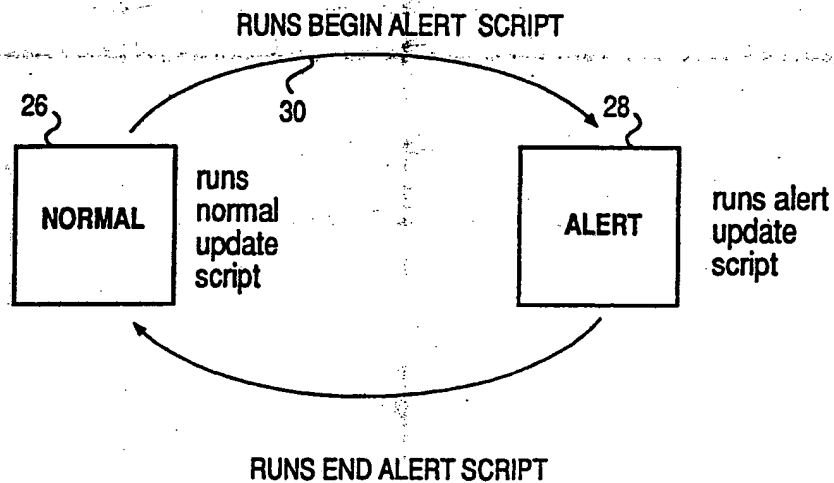 RUNS BEGIN ALERT SCRIPT
30
26
NORMAL
runs
normal
update
script
28
ALERT
runs alert
update
script
RUNS END ALERT SCRIPT